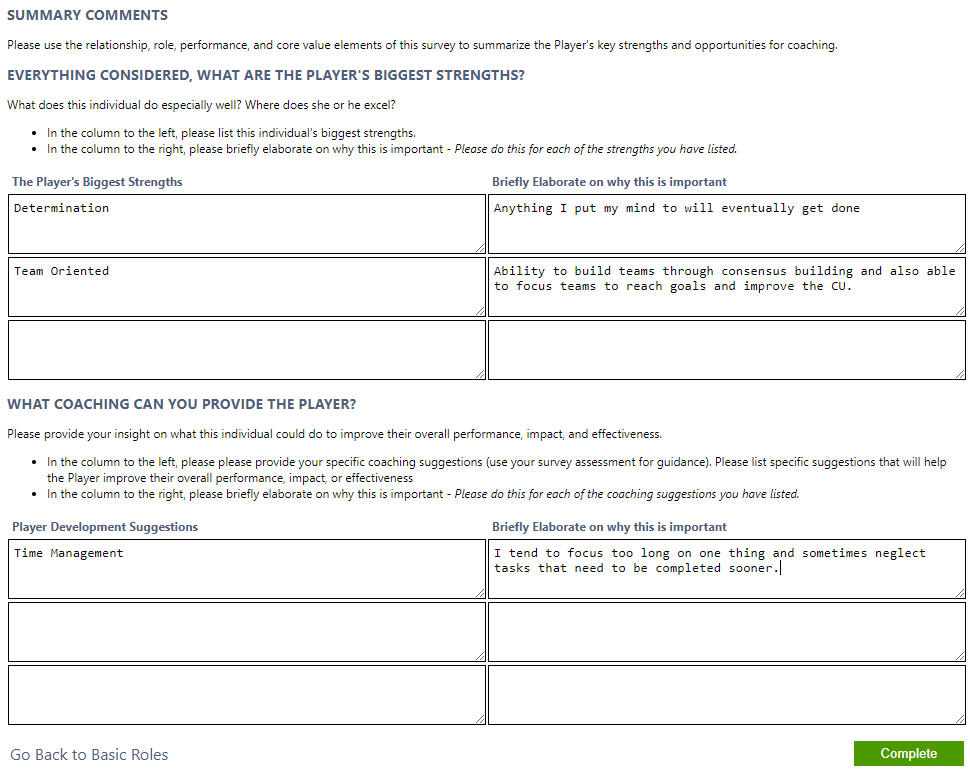 SUMMARY COMMENTS
Please use the relationship, role, performance, and core value elements of this survey to summarize the Player's key strengths and opportunities for coaching.
EVERYTHING CONSIDERED, WHAT ARE THE PLAYER'S BIGGEST STRENGTHS?
What does this individual do especially well? Where does she or he excel?
• In the column to the left, please list this individual's biggest strengths.
• In the column to the right, please briefly elaborate on why this is important - Please do this for each of the strengths you have listed.
The Player's Biggest Strengths
Briefly Elaborate on why this is important
Determination
Anything I put my mind to will eventually get done
Team Oriented
Ability to build teams through consensus building and also able
to focus teams to reach goals and improve the CU.
WHAT COACHING CAN YOU PROVIDE THE PLAYER?
Please provide your insight on what this individual could do to improve their overall performance, impact, and effectiveness.
• In the column to the left, please please provide your specific coaching suggestions (use your survey assessment for guidance). Please list specific suggestions that will help
the Player improve their overall performance, impact, or effectiveness
• In the column to the right, please briefly elaborate on why this is important - Please do this for each of the coaching suggestions you have listed.
Player Development Suggestions
Briefly Elaborate on why this is important
Time Management
I tend to focus too long on one thing and sometimes neglect
tasks that need to be completed sooner.
Go Back to Basic Roles
Complete